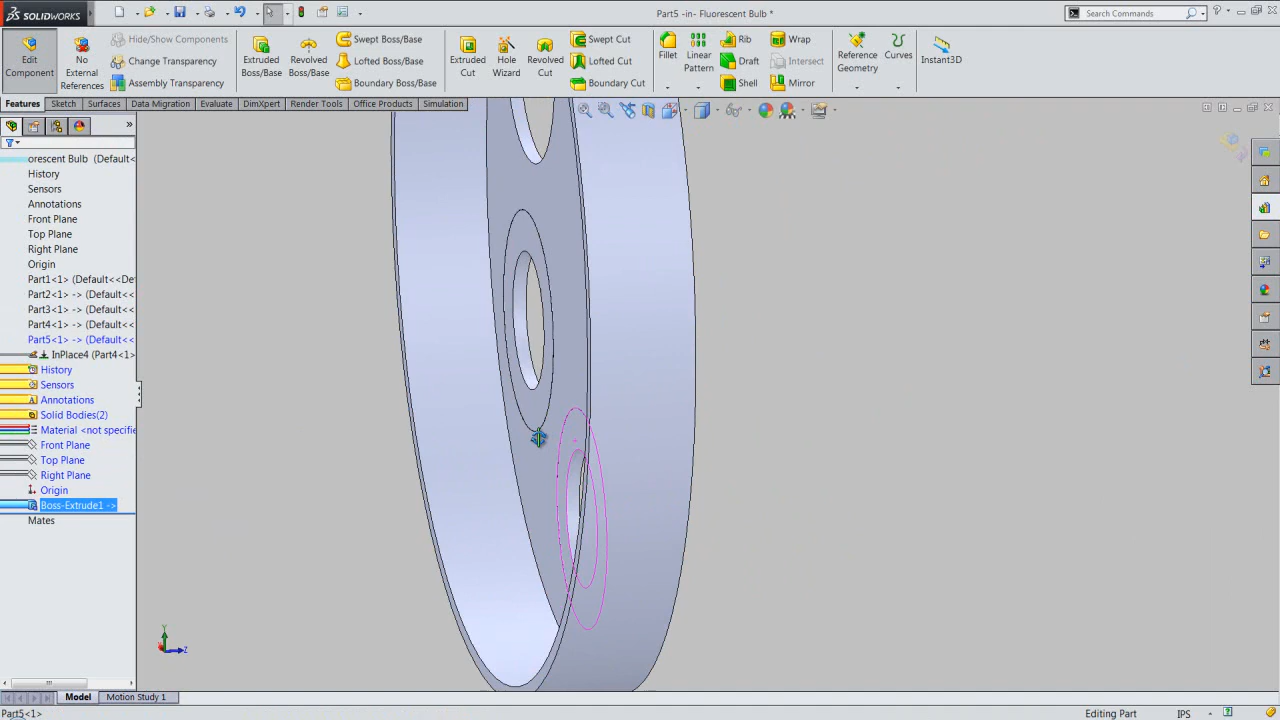 SOLIDWORKS
Part5 -in- Fluorescent Bulb *
Search Commands
Edit Component
No External References
Hide/Show Components
Change Transparency
Assembly Transparency
Extruded Boss/Base
Revolved Boss/Base
Swept Boss/Base
Lofted Boss/Base
Boundary Boss/Base
Extruded Cut
Hole Wizard
Revolved Cut
Swept Cut
Lofted Cut
Boundary Cut
Fillet
Linear Pattern
Rib
Draft
Shell
Wrap
Intersect
Mirror
Reference Geometry
Curves
Instant3D
Features
Sketch
Surfaces
Data Migration
Evaluate
DimXpert
Render Tools
Office Products
Simulation
orescent Bulb (Default<
History
Sensors
Annotations
Front Plane
Top Plane
Right Plane
Origin
Part1<1> (Default<<De
Part2<1> -> (Default<<
Part3<1> -> (Default<<
Part4<1> -> (Default<<
Part5<1> -> (Default<<
InPlace4 (Part4<1>
History
Sensors
Annotations
Solid Bodies(2)
Material <not specifie
Front Plane
Top Plane
Right Plane
Origin
Boss-Extrude1 ->
Mates
Y
Z
Model
Motion Study 1
Part5<1>
Editing Part
IPS